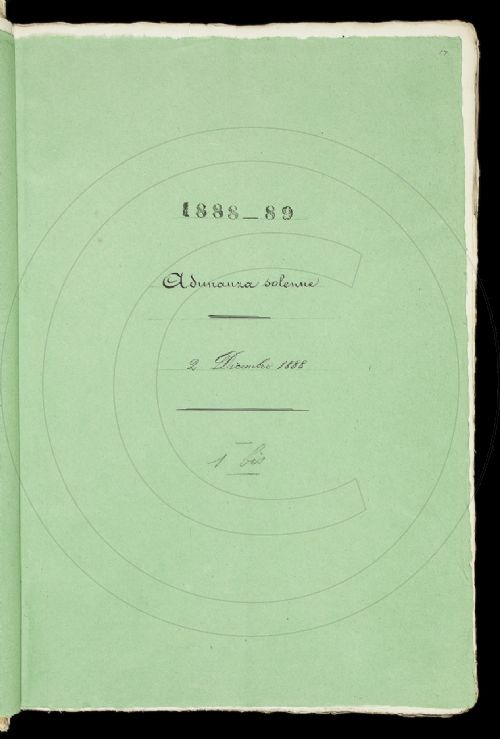 1888_89
Adunanza solenne
2 Dicembre 1888
1 bis